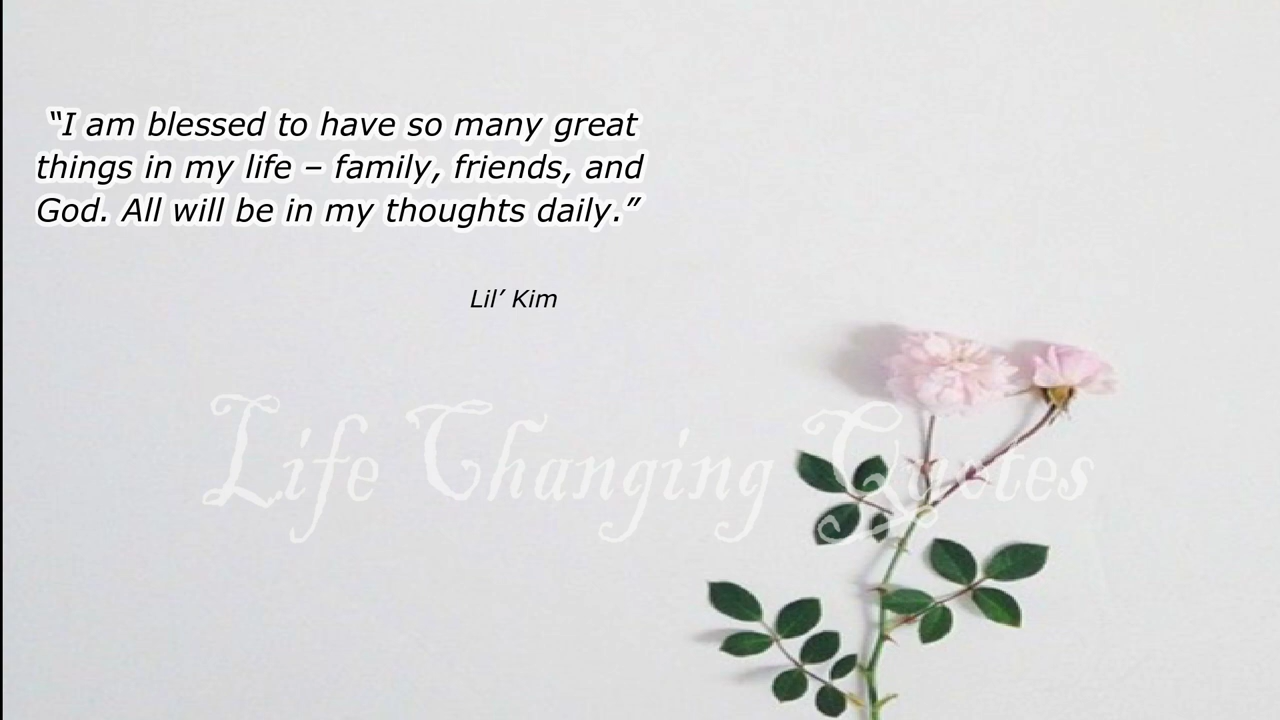 “I am blessed to have so many great
things in my life – family, friends, and
God. All will be in my thoughts daily.”
Lil’ Kim
Life Changing Quotes